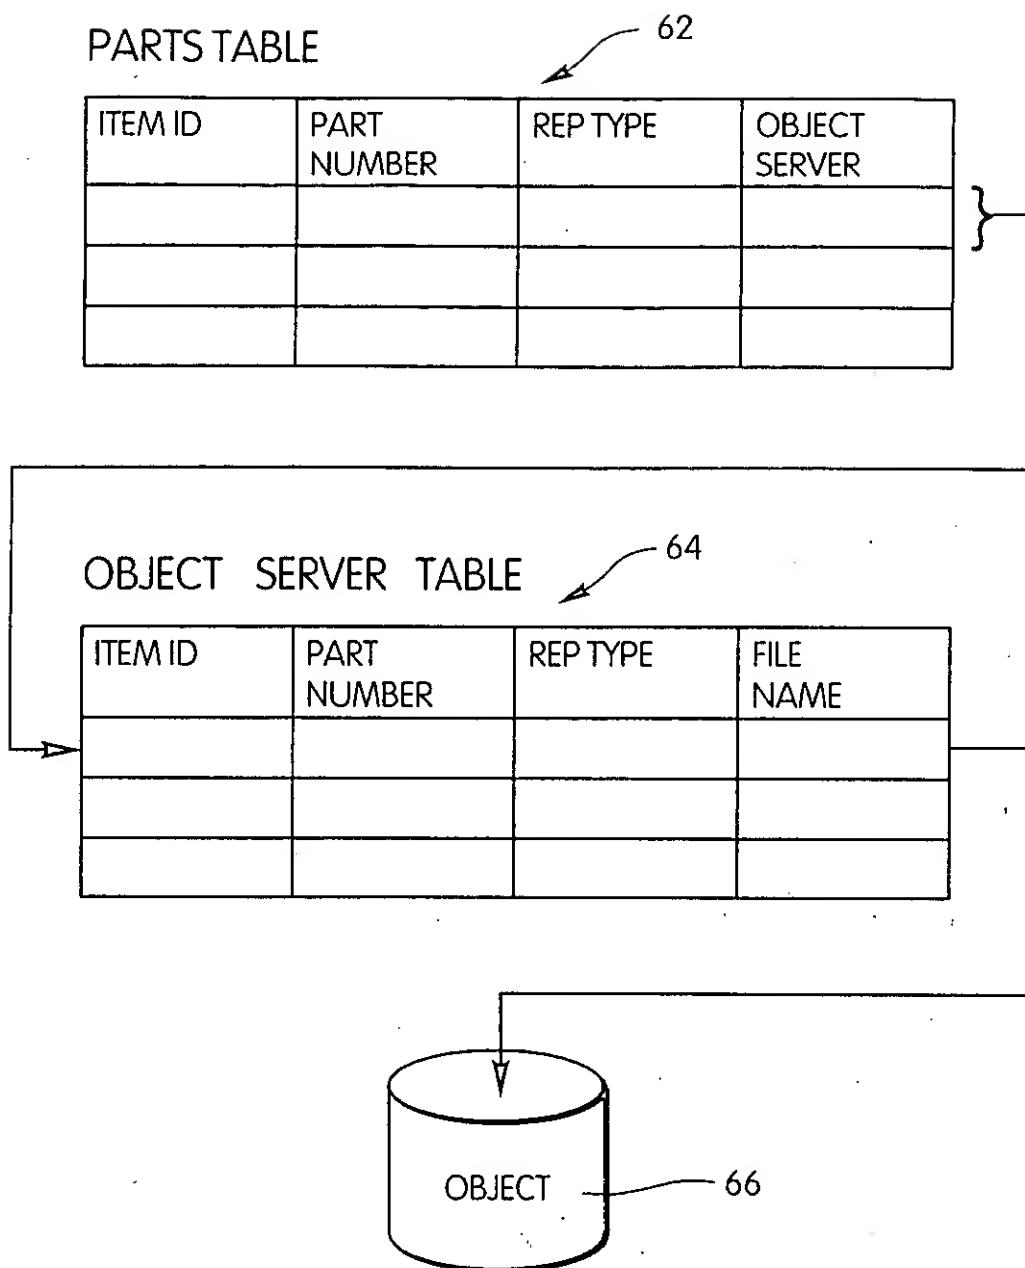 PARTS TABLE
62
ITEM ID
PART NUMBER
REP TYPE
OBJECT SERVER
OBJECT SERVER TABLE
64
ITEM ID
PART NUMBER
REP TYPE
FILE NAME
OBJECT
66